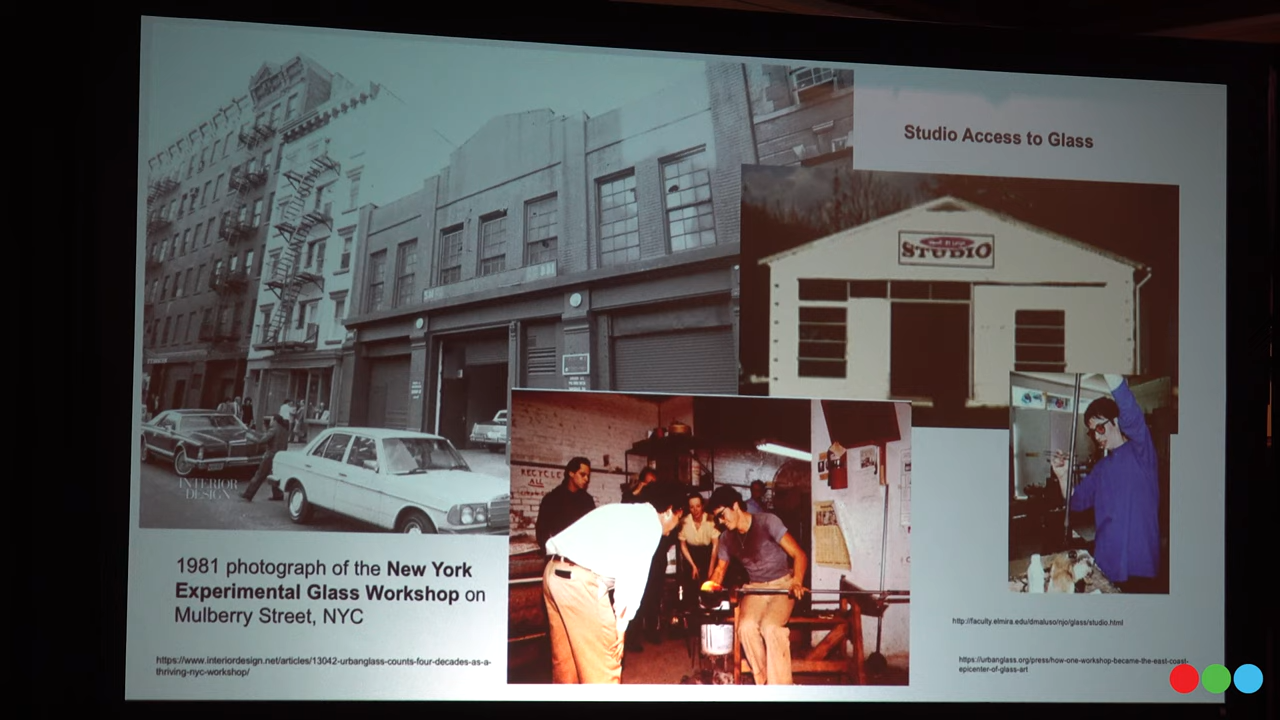 Studio Access to Glass
STUDIO
INTERIOR
DESIGN
RECYCLE
ALL
1981 photograph of the New York
Experimental Glass Workshop on
Mulberry Street, NYC
https://www.interiordesign.net/articles/13042-urbanglass-counts-four-decades-as-a-
thriving-nyc-workshop/
http://faculty.elmira.edu/dmaluso/njo/glass/studio.html
https://urbanglass.org/press/how-one-workshop-became-the-east-coast-
epicenter-of-glass-art